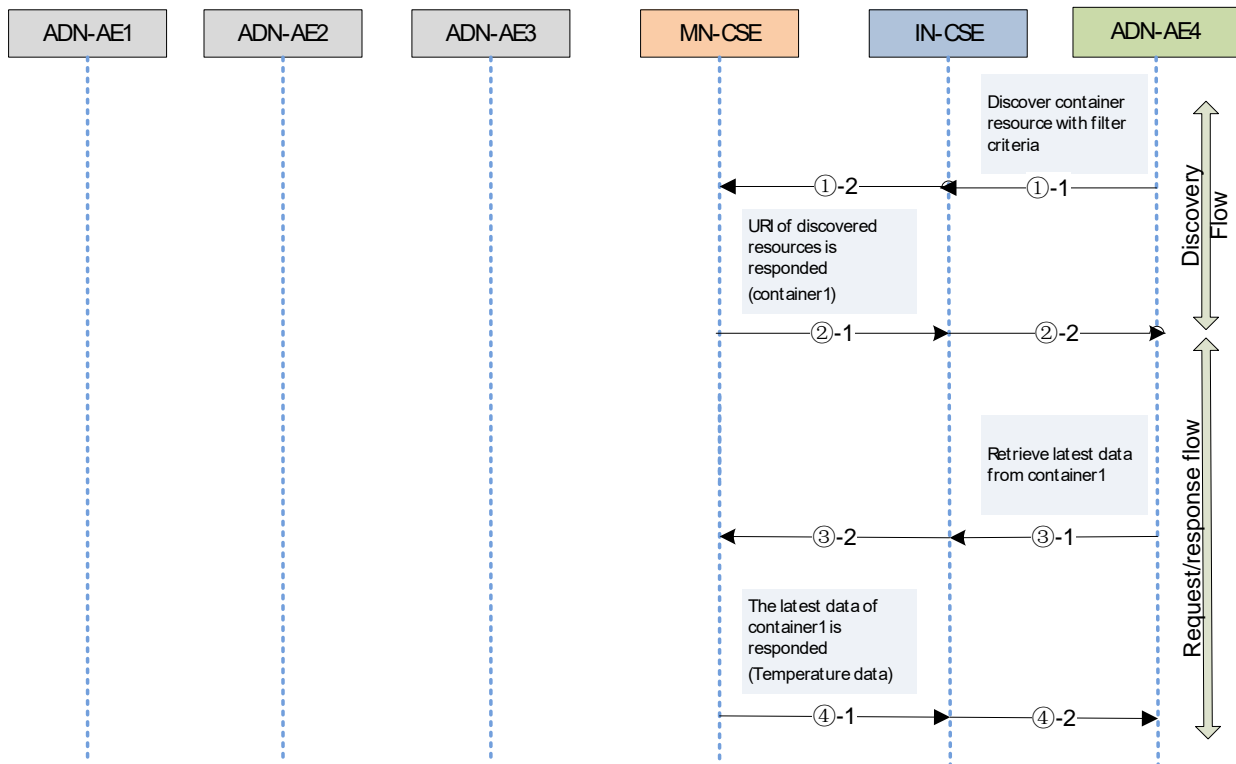 ADN-AE1
ADN-AE2
ADN-AE3
MN-CSE
IN-CSE
ADN-AE4
Discover container
resource with filter
criteria
①-2
①-1
URI of discovered
resources is
responded
(container1)
②-1
②-2
Discovery
Flow
Retrieve latest data
from container1
③-2
③-1
The latest data of
container1 is
responded
(Temperature data)
④-1
④-2
Request/response flow